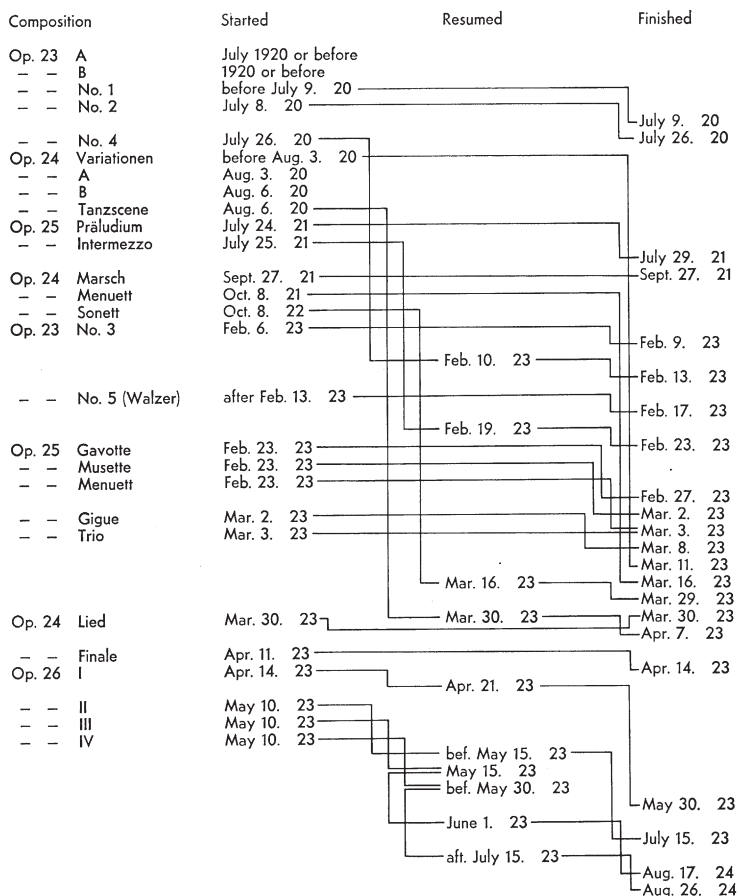 Composition Started Resumed Finished
Op. 23 A July 1920 or before
– – B 1920 or before
– – No. 1 before July 9. 20
– – No. 2 July 8. 20
July 9. 20
– – No. 4 July 26. 20 July 26. 20
Op. 24 Variationen before Aug. 3. 20
– – A Aug. 3. 20
– – B Aug. 6. 20
– – Tanzscene Aug. 6. 20
Op. 25 Präludium July 24. 21
– – Intermezzo July 25. 21
July 29. 21
Op. 24 Marsch Sept. 27. 21 Sept. 27. 21
– – Menuett Oct. 8. 21
– – Sonett Oct. 8. 22
Op. 23 No. 3 Feb. 6. 23
Feb. 9. 23
Feb. 10. 23
Feb. 13. 23
– – No. 5 (Walzer) after Feb. 13. 23
Feb. 17. 23
Feb. 19. 23
Feb. 23. 23
Op. 25 Gavotte Feb. 23. 23
– – Musette Feb. 23. 23
– – Menuett Feb. 23. 23
Feb. 27. 23
– – Gigue Mar. 2. 23 Mar. 2. 23
– – Trio Mar. 3. 23 Mar. 3. 23
Mar. 8. 23
Mar. 11. 23
Mar. 16. 23 Mar. 16. 23
Mar. 29. 23
Op. 24 Lied Mar. 30. 23 Mar. 30. 23 Mar. 30. 23
Apr. 7. 23
– – Finale Apr. 11. 23
Op. 26 I Apr. 14. 23 Apr. 14. 23
Apr. 21. 23
– – II May 10. 23
– – III May 10. 23
– – IV May 10. 23
bef. May 15. 23
May 15. 23
bef. May 30. 23
May 30. 23
June 1. 23
July 15. 23
aft. July 15. 23
Aug. 17. 24
Aug. 26. 24